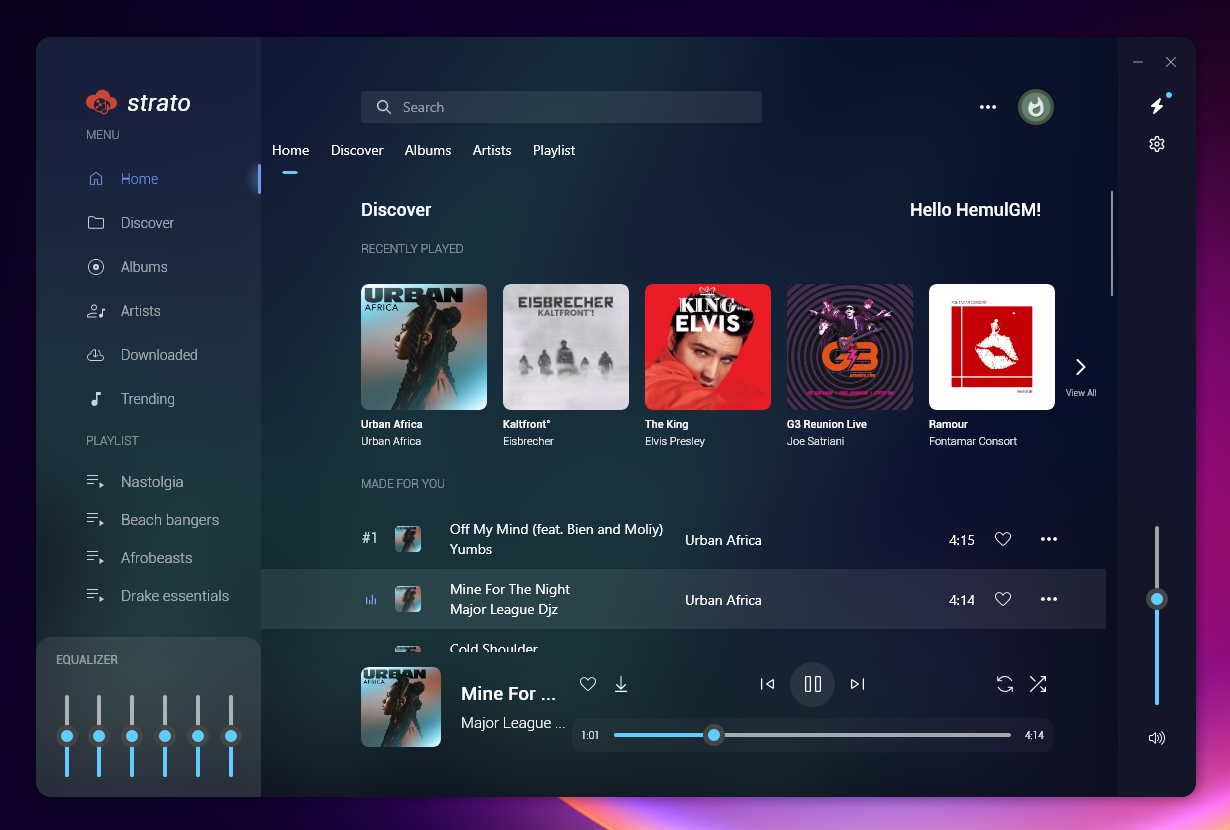 strato
MENU
Home
Discover
Albums
Artists
Downloaded
Trending
PLAYLIST
Nastolgia
Beach bangers
Afrobeasts
Drake essentials
EQUALIZER
Search
Home Discover Albums Artists Playlist
Discover
Hello HemulGM!
RECENTLY PLAYED
URBAN
AFRICA
EISBRECHER
KALTFRONT°!
KING
ELVIS
G3
FONTAMAR CONSORT
View All
Urban Africa
Urban Africa
Kaltfront°
Eisbrecher
The King
Elvis Presley
G3 Reunion Live
Joe Satriani
Ramour
Fontamar Consort
MADE FOR YOU
#1
Off My Mind (feat. Bien and Moliy)
Yumbs
Urban Africa
4:15
Mine For The Night
Major League Djz
Urban Africa
4:14
Cold Shoulder
URBAN
AFRICA
Mine For ...
Major League ...
1:01
4:14